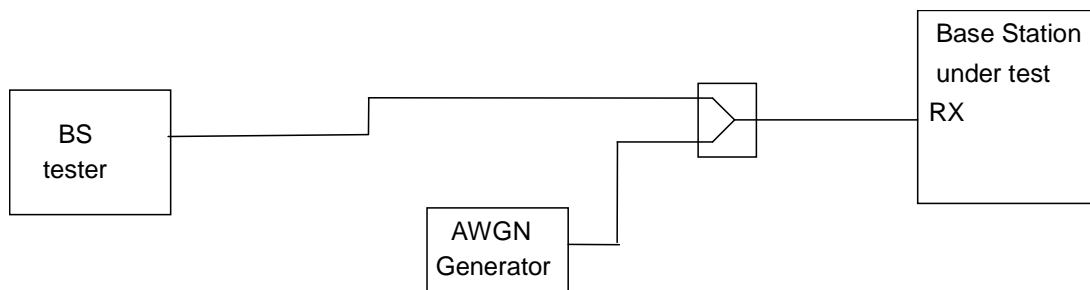 BS
tester
AWGN
Generator
Base Station
under test
RX